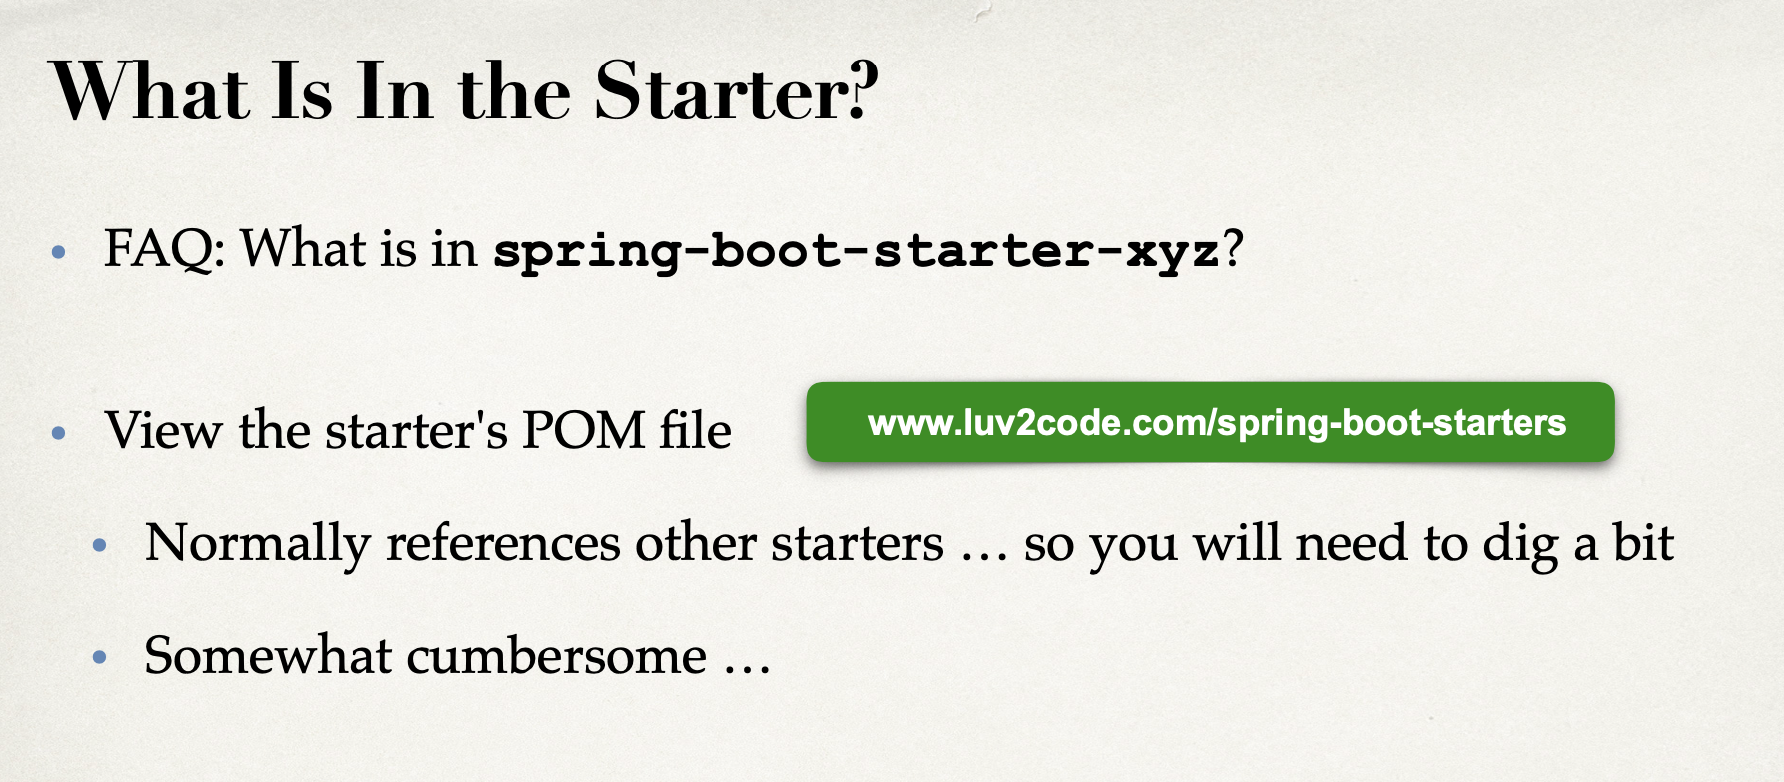 What Is In the Starter?
• FAQ: What is in spring-boot-starter-xyz?
• View the starter's POM file
www.luv2code.com/spring-boot-starters
• Normally references other starters … so you will need to dig a bit
• Somewhat cumbersome …